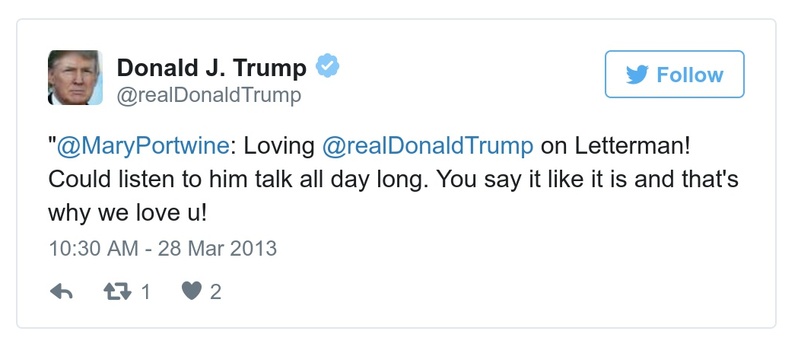 Donald J. Trump
@realDonaldTrump
Follow
"@MaryPortwine: Loving @realDonaldTrump on Letterman!
Could listen to him talk all day long. You say it like it is and that's
why we love u!
10:30 AM - 28 Mar 2013
1 2